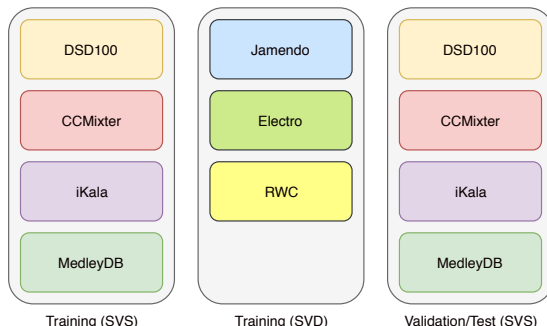 DSD100
CCMixter
iKala
MedleyDB
Training (SVS)
Jamendo
Electro
RWC
Training (SVD)
DSD100
CCMixter
iKala
MedleyDB
Validation/Test (SVS)